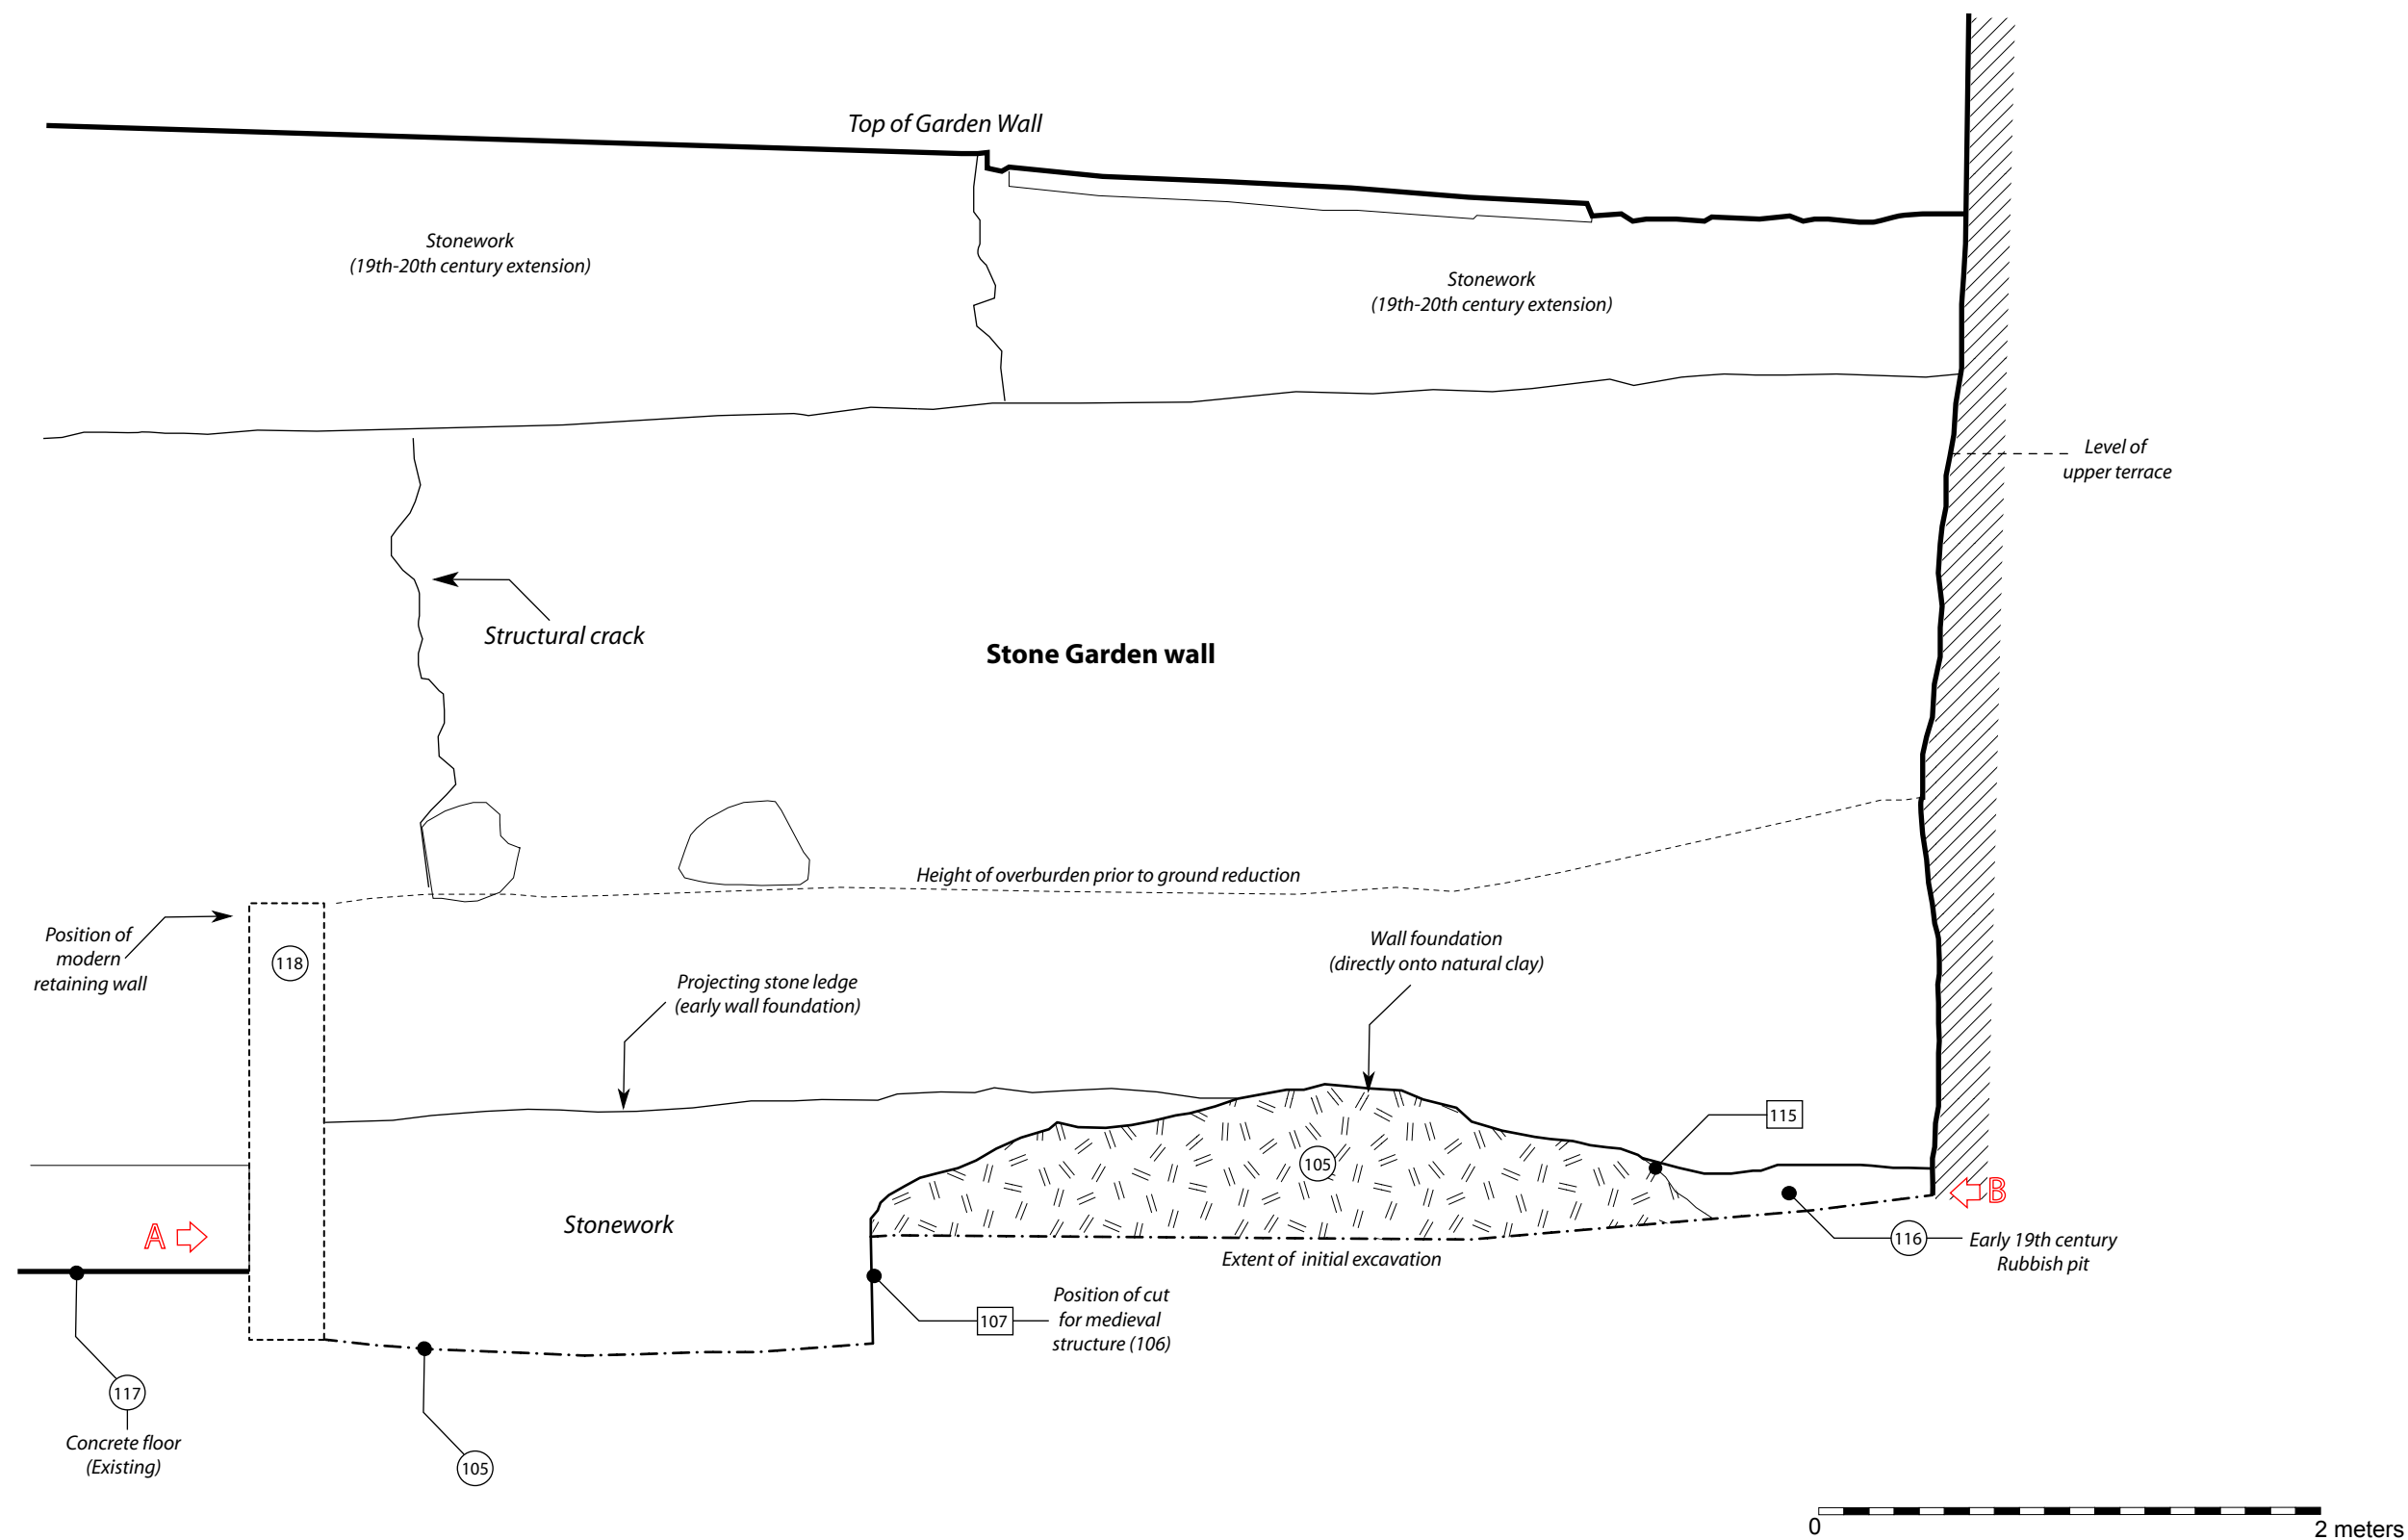 Top of Garden Wall
Stonework
(19th-20th century extension)
Stonework
(19th-20th century extension)
Level of
upper terrace
Structural crack
Stone Garden wall
Height of overburden prior to ground reduction
Position of
modern
retaining wall
118
Projecting stone ledge
(early wall foundation)
Wall foundation
(directly onto natural clay)
115
105
A
B
Stonework
Extent of initial excavation
116
Early 19th century
Rubbish pit
107
Position of cut
for medieval
structure (106)
117
Concrete floor
(Existing)
105
0
2 meters